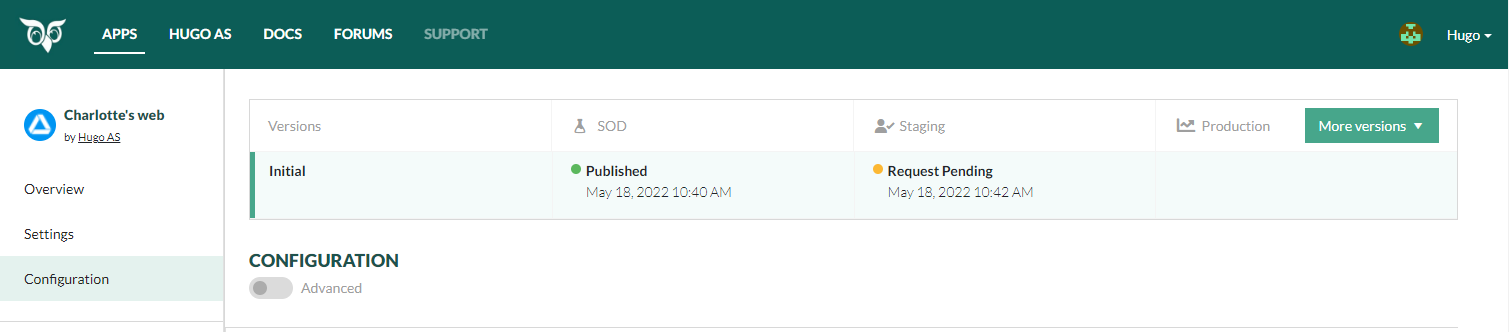 APPS HUGO AS DOCS FORUMS SUPPORT Hugo
Charlotte's web
by Hugo AS
Overview
Settings
Configuration
Versions SOD Staging Production More versions
Initial Published Request Pending
May 18, 2022 10:40 AM May 18, 2022 10:42 AM
CONFIGURATION
Advanced